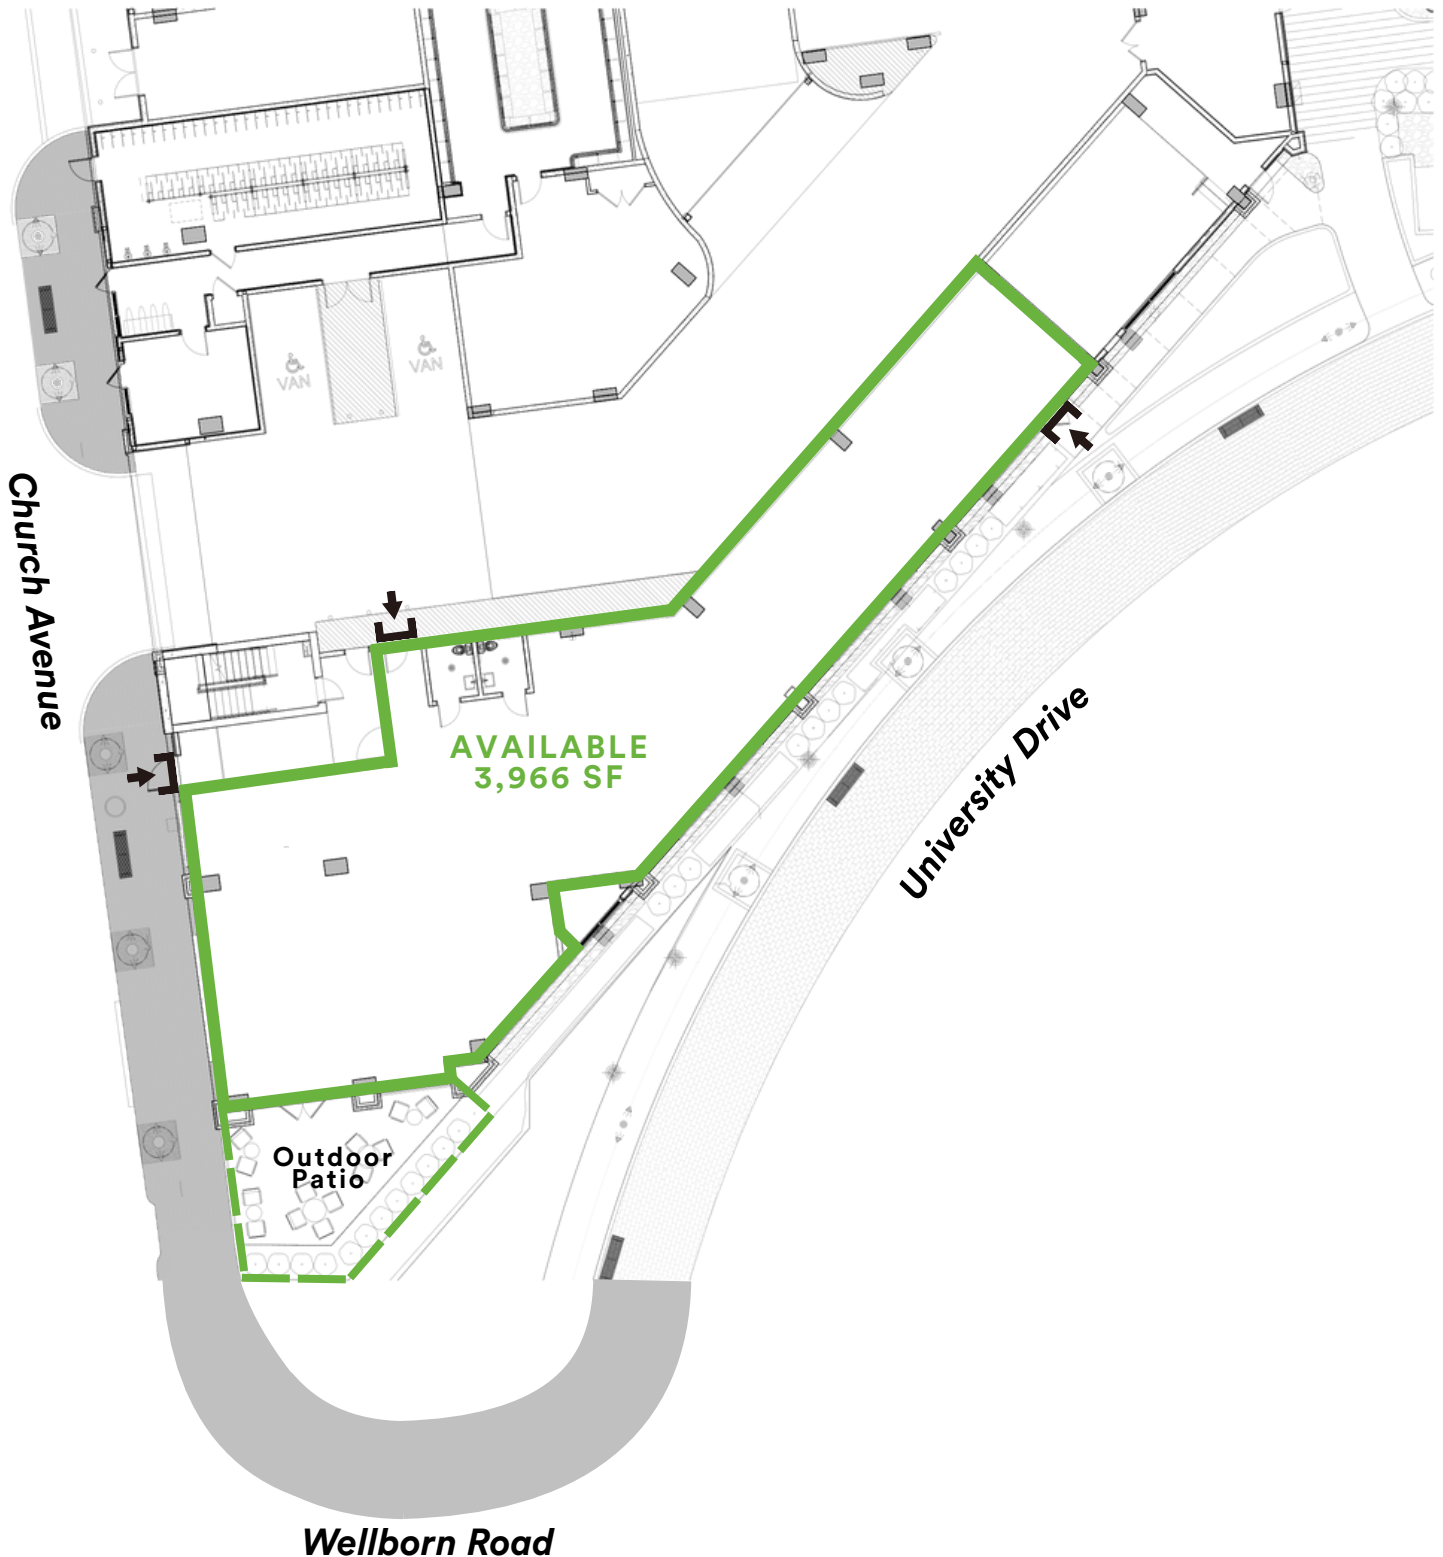 VAN
VAN
Church Avenue
AVAILABLE
3,966 SF
University Drive
Outdoor
Patio
Wellborn Road